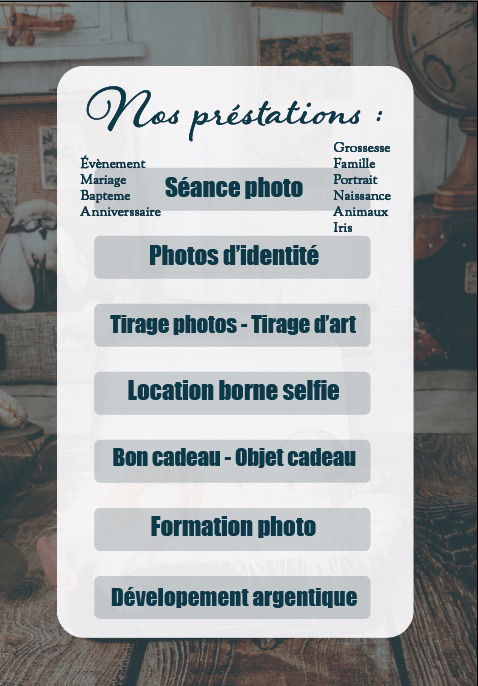 Nos préstations :
Évènement
Mariage
Bapteme
Anniverssaire
Séance photo
Grossesse
Famille
Portrait
Naissance
Animaux
Iris
Photos d'identité
Tirage photos - Tirage d'art
Location borne selfie
Bon cadeau - Objet cadeau
Formation photo
Dévelopement argentique